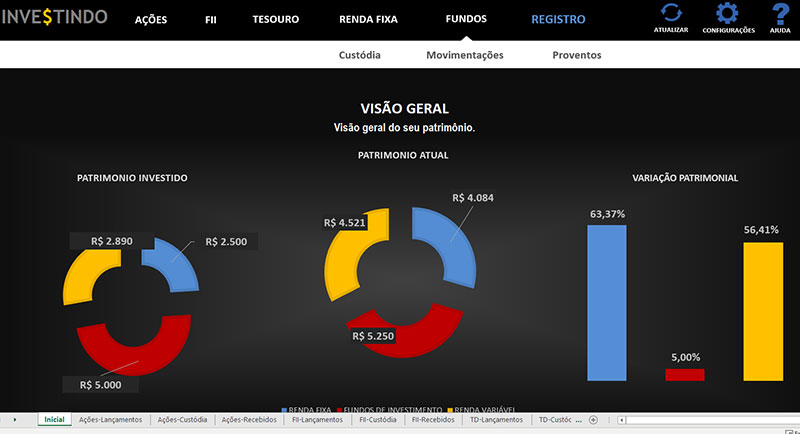 INVE$TINDO
AÇÕES
FII
TESOURO
RENDA FIXA
FUNDOS
REGISTRO
ATUALIZAR
CONFIGURAÇÕES
?
AJUDA
Custódia
Movimentações
Proventos
VISÃO GERAL
Visão geral do seu patrimônio.
PATRIMONIO INVESTIDO
R$ 2.890
R$ 2.500
R$ 5.000
PATRIMONIO ATUAL
R$ 4.084
R$ 4.521
R$ 5.250
VARIAÇÃO PATRIMONIAL
63,37%
5,00%
56,41%
RENDA FIXA
FUNDOS DE INVESTIMENTO
RENDA VARIÁVEL
Inicial
Ações-Lançamentos
Ações-Custódia
Ações-Recebidos
FII-Lançamentos
FII-Custódia
FII-Recebidos
TD-Lançamentos
TD-Custóc
...